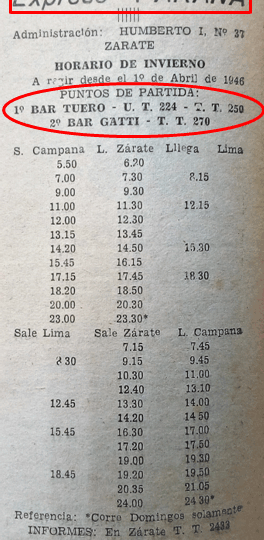 Expreso PARANA
Administración: HUMBERTO I, Nº 37
ZARATE
HORARIO DE INVIERNO
A partir desde el 1º de Abril de 1946
PUNTOS DE PARTIDA:
1º BAR TUERO - U. T. 224 - T. T. 250
2º BAR GATTI - T. T. 270
S. Campana L. Zárate Lllega Lima
5.50 6.20
7.00 7.30 8.15
9.00 9.30
11.00 11.30 12.15
12.00 12.30
13.15 13.45
14.20 14.50 15.30
15.45 16.15
17.15 17.45 18.30
18.20 18.50
20.00 20.30
23.00 23.30*
Sale Lima Sale Zárate L. Campana
7.15 7.45
8.30 9.15 9.45
10.30 11.00
12.40 13.10
12.45 13.30 14.00
14.20 14.50
15.45 16.30 17.00
17.20 17.50
19.00 19.30
18.45 19.20 19.50
20.35 21.05
24.00 24.30*
Referencia: *Corre Domingos solamente
INFORMES: En Zárate T. T.